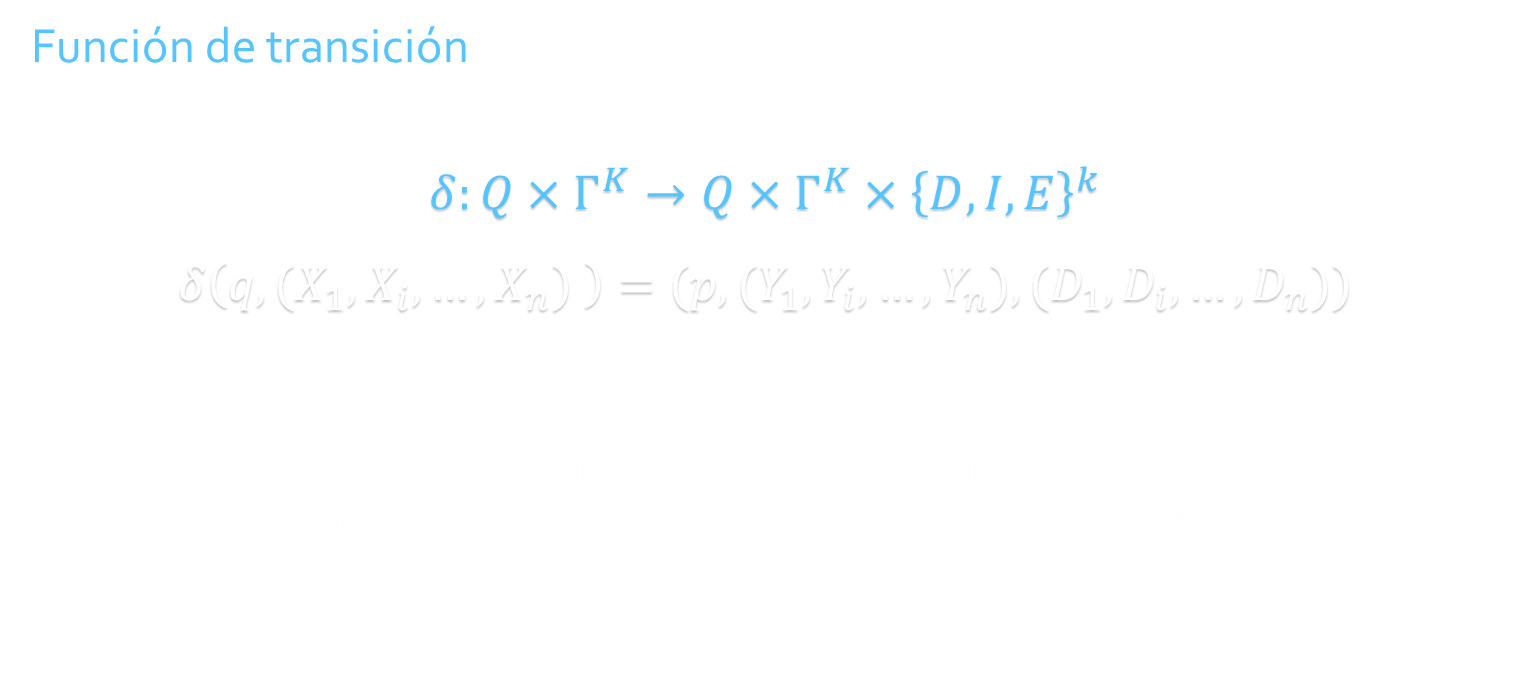 Función de transición
δ: Q × Γ^K → Q × Γ^K × {D, I, E}^k
δ(q, (X_1, X_i, …, X_n) ) = (p, (Y_1, Y_i, …, Y_n), (D_1, D_i, …, D_n))